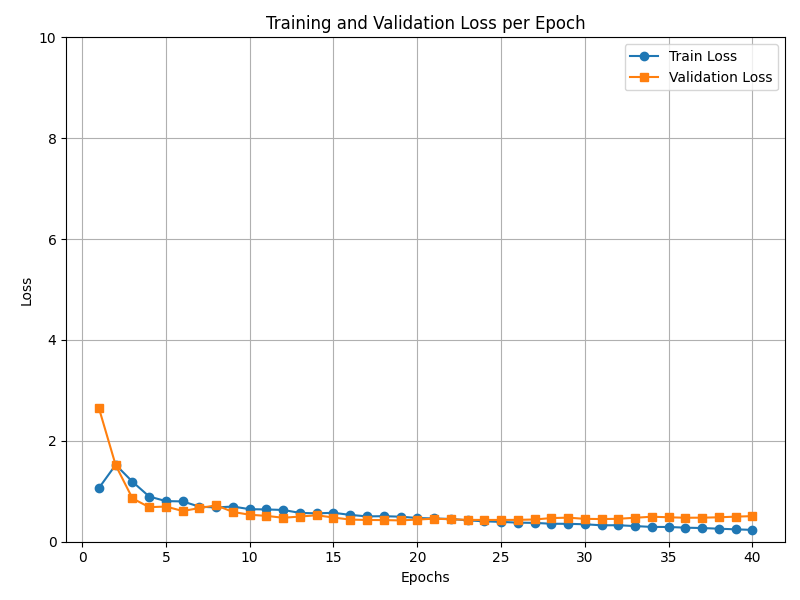 Training and Validation Loss per Epoch
Train Loss
Validation Loss
10
8
6
4
2
0
Loss
0 5 10 15 20 25 30 35 40
Epochs